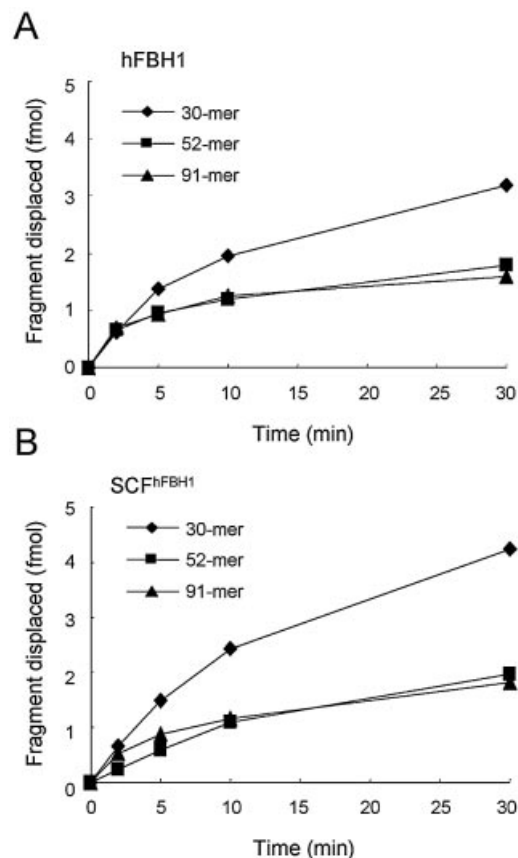 A
hFBH1
30-mer
52-mer
91-mer
Fragment displaced (fmol)
5
4
3
2
1
0
0 5 10 15 20 25 30
Time (min)
B
SCFhFBH1
30-mer
52-mer
91-mer
Fragment displaced (fmol)
5
4
3
2
1
0
0 5 10 15 20 25 30
Time (min)